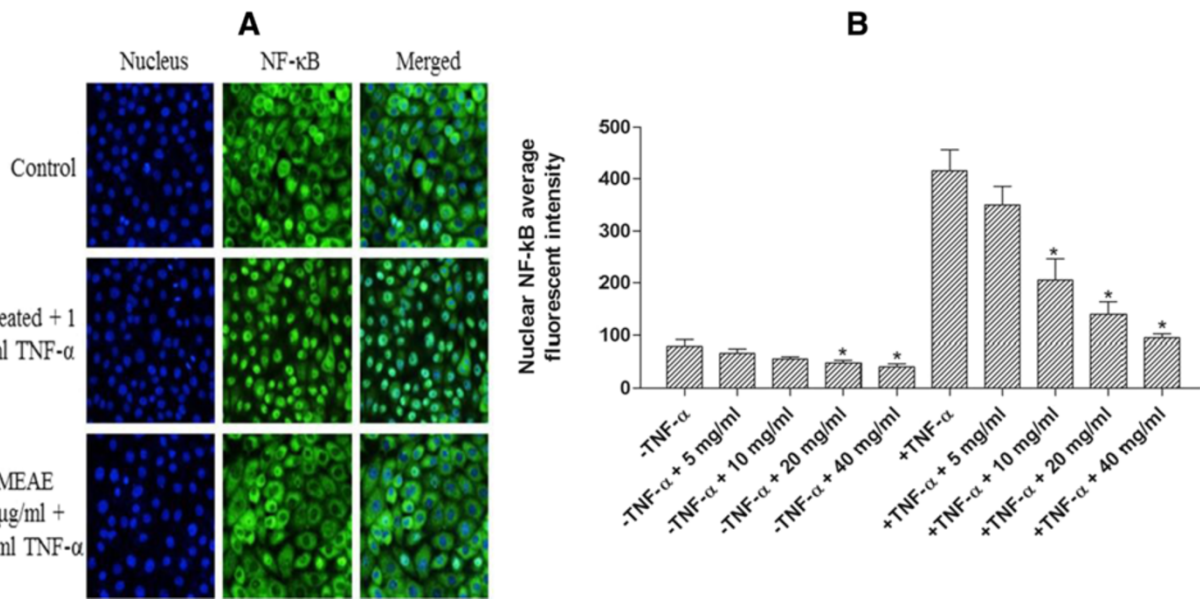 A
B
Nucleus
NF-κB
Merged
Control
eated + 1
nl TNF-α
MEAE
µg/ml +
ml TNF-α
Nuclear NF-kB average
fluorescent intensity
500
400
300
200
100
0
*
*
*
*
*
-TNF-α
-TNF-α + 5 mg/ml
-TNF-α + 10 mg/ml
-TNF-α + 20 mg/ml
-TNF-α + 40 mg/ml
+TNF-α
+TNF-α + 5 mg/ml
+TNF-α + 10 mg/ml
+TNF-α + 20 mg/ml
+TNF-α + 40 mg/ml